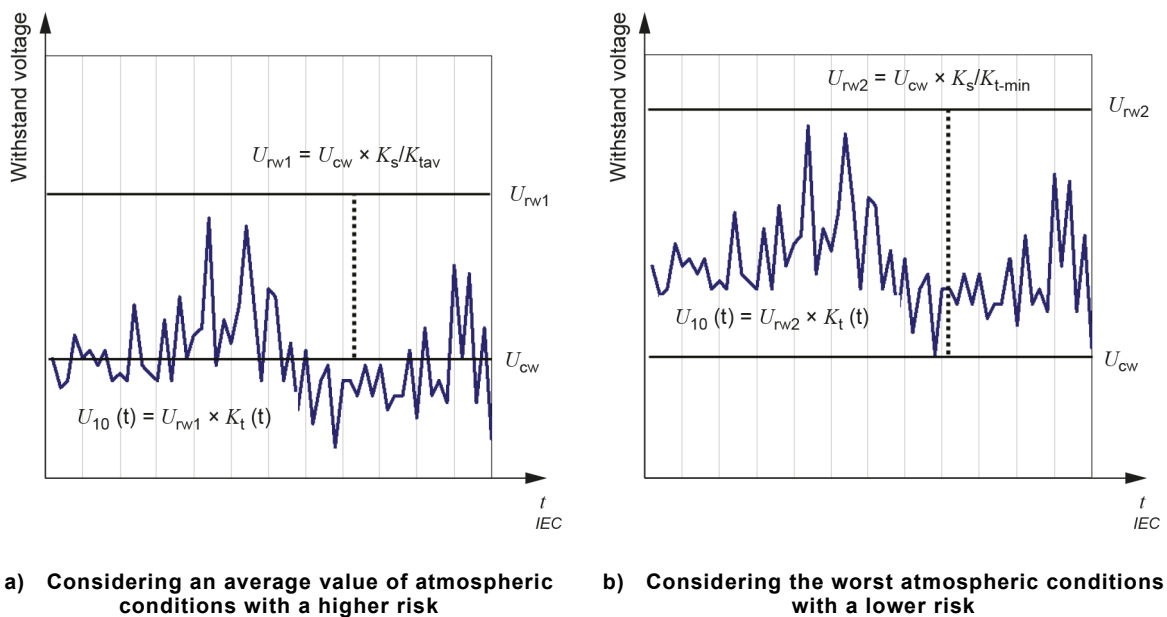 Withstand voltage
U_rw1 = U_cw × K_s/K_tav
U_rw1
U_cw
U_10 (t) = U_rw1 × K_t (t)
t
IEC
a) Considering an average value of atmospheric
conditions with a higher risk
Withstand voltage
U_rw2 = U_cw × K_s/K_t-min
U_rw2
U_10 (t) = U_rw2 × K_t (t)
U_cw
t
IEC
b) Considering the worst atmospheric conditions
with a lower risk